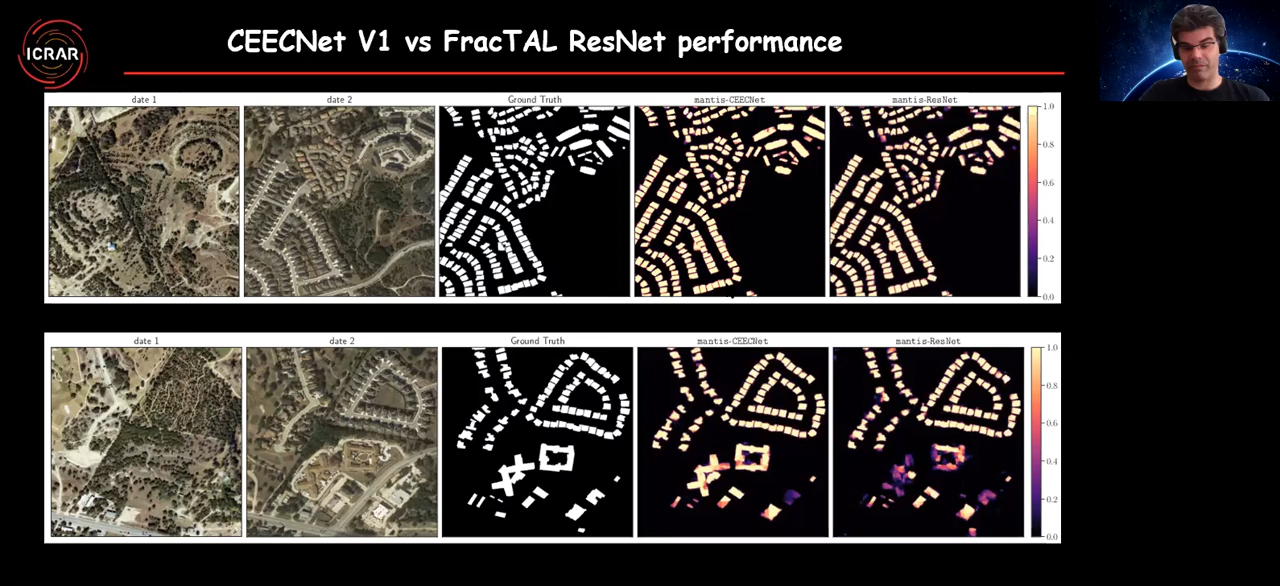 ICRAR
CEECNet V1 vs FracTAL ResNet performance
date 1
date 2
Ground Truth
mantis-CEECNet
mantis-ResNet
1.0
0.8
0.6
0.4
0.2
0.0
date 1
date 2
Ground Truth
mantis-CEECNet
mantis-ResNet
1.0
0.8
0.6
0.4
0.2
0.0